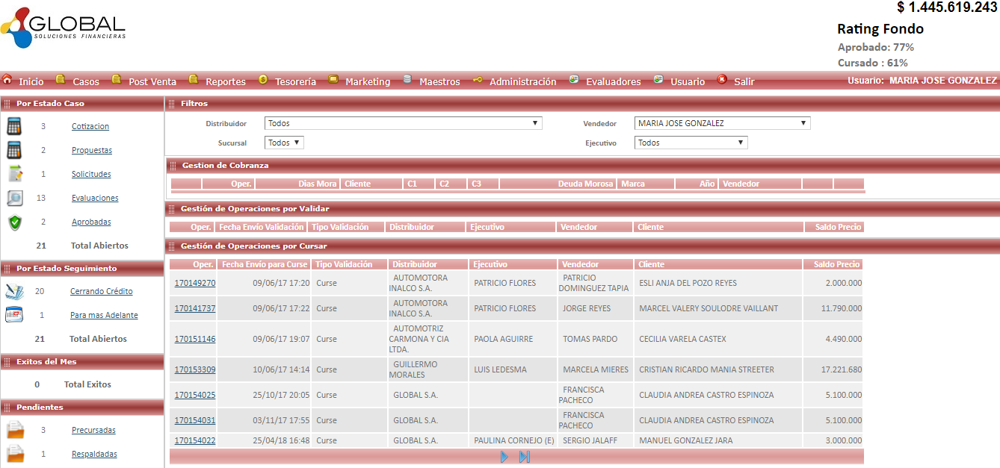 $ 1.445.619.243
GLOBAL
SOLUCIONES FINANCIERAS
Rating Fondo
Aprobado: 77%
Cursado : 61%
Inicio Casos Post Venta Reportes Tesorería Marketing Maestros Administración Evaluadores Usuario Salir Usuario: MARIA JOSE GONZALEZ
Por Estado Caso
3 Cotizacion
2 Propuestas
1 Solicitudes
13 Evaluaciones
2 Aprobadas
21 Total Abiertos
Por Estado Seguimiento
20 Cerrando Crédito
1 Para mas Adelante
21 Total Abiertos
Exitos del Mes
0 Total Exitos
Pendientes
3 Precursadas
1 Respaldadas
Filtros
Distribuidor Todos Vendedor MARIA JOSE GONZALEZ
Sucursal Todos Ejecutivo Todos
Gestion de Cobranza
Oper. Dias Mora Cliente C1 C2 C3 Deuda Morosa Marca Año Vendedor
Gestión de Operaciones por Validar
Oper. Fecha Envío Validación Tipo Validación Distribuidor Ejecutivo Vendedor Cliente Saldo Precio
Gestión de Operaciones por Cursar
Oper. Fecha Envio para Curse Tipo Validación Distribuidor Ejecutivo Vendedor Cliente Saldo Precio
170149270 09/06/17 17:20 Curse AUTOMOTORA INALCO S.A. PATRICIO FLORES PATRICIO DOMINGUEZ TAPIA ESLI ANJA DEL POZO REYES 2.000.000
170141737 09/06/17 17:22 Curse AUTOMOTORA INALCO S.A. PATRICIO FLORES JORGE REYES MARCEL VALERY SOULODRE VAILLANT 11.790.000
170151146 09/06/17 19:07 Curse AUTOMOTRIZ CARMONA Y CIA LTDA. PAOLA AGUIRRE TOMAS PARDO CECILIA VARELA CASTEX 4.490.000
170153309 10/06/17 14:14 Curse GUILLERMO MORALES LUIS LEDESMA MARCELA MIERES CRISTIAN RICARDO MANIA STREETER 17.221.680
170154025 25/10/17 20:05 Curse GLOBAL S.A. FRANCISCA PACHECO CLAUDIA ANDREA CASTRO ESPINOZA 5.100.000
170154031 03/11/17 17:55 Curse GLOBAL S.A. FRANCISCA PACHECO CLAUDIA ANDREA CASTRO ESPINOZA 5.100.000
170154022 25/04/18 16:48 Curse GLOBAL S.A. PAULINA CORNEJO (E) SERGIO JALAFF MANUEL GONZALEZ JARA 3.000.000